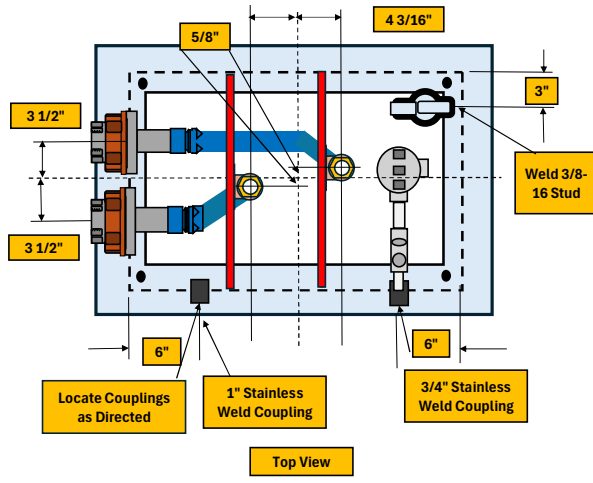 4 3/16"
5/8"
3"
3 1/2"
Weld 3/8-
16 Stud
3 1/2"
6"
6"
Locate Couplings
as Directed
1" Stainless
Weld Coupling
3/4" Stainless
Weld Coupling
Top View